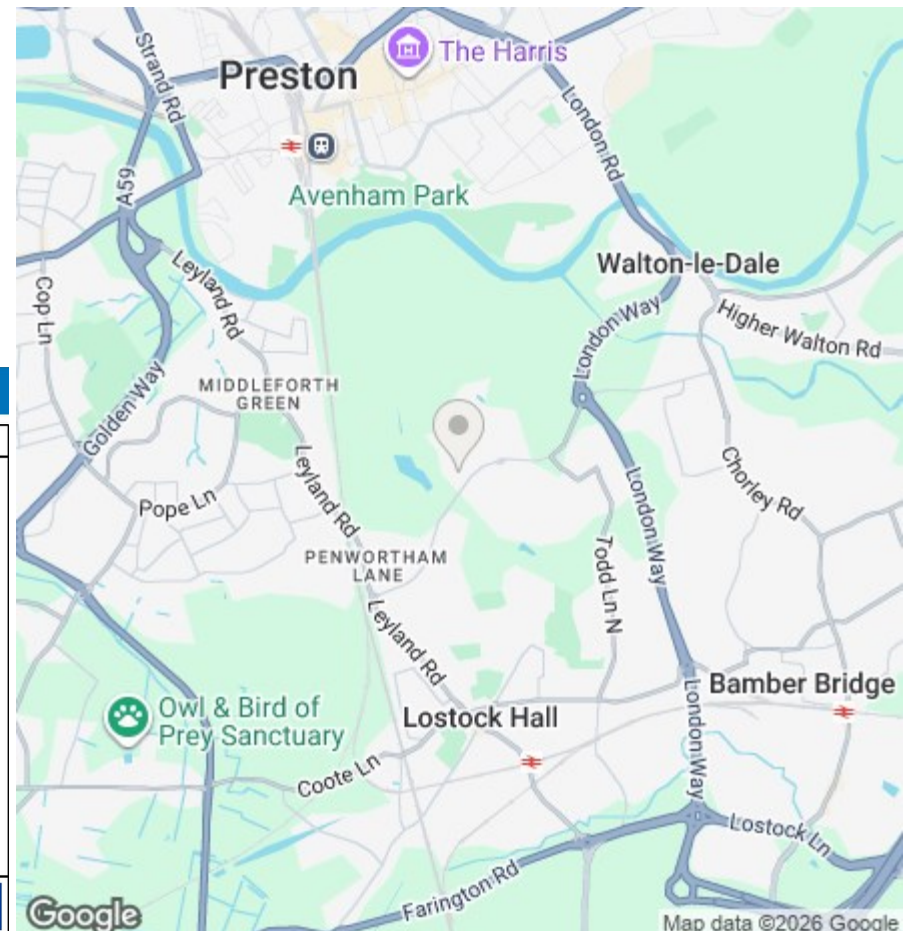 Strand Rd
The Harris
Preston
London Rd
A59
Avenham Park
Leyland Rd
Walton-le-Dale
Cop Ln
London Way
Higher Walton Rd
Golden Way
MIDDLEFORTH
GREEN
Leyland Rd
Pope Ln
London Way
Chorley Rd
Todd Ln N
PENWORTHAM
LANE
Leyland Rd
Owl & Bird of
Prey Sanctuary
Lostock Hall
London Way
Bamber Bridge
Coote Ln
Lostock Ln
Farington Rd
Google
Map data ©2026 Google